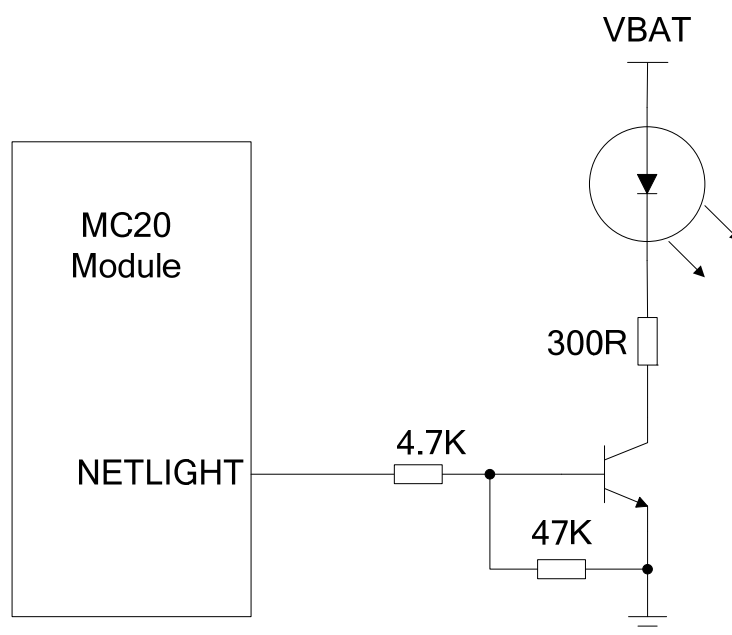 VBAT
MC20
Module
300R
4.7K
NETLIGHT
47K